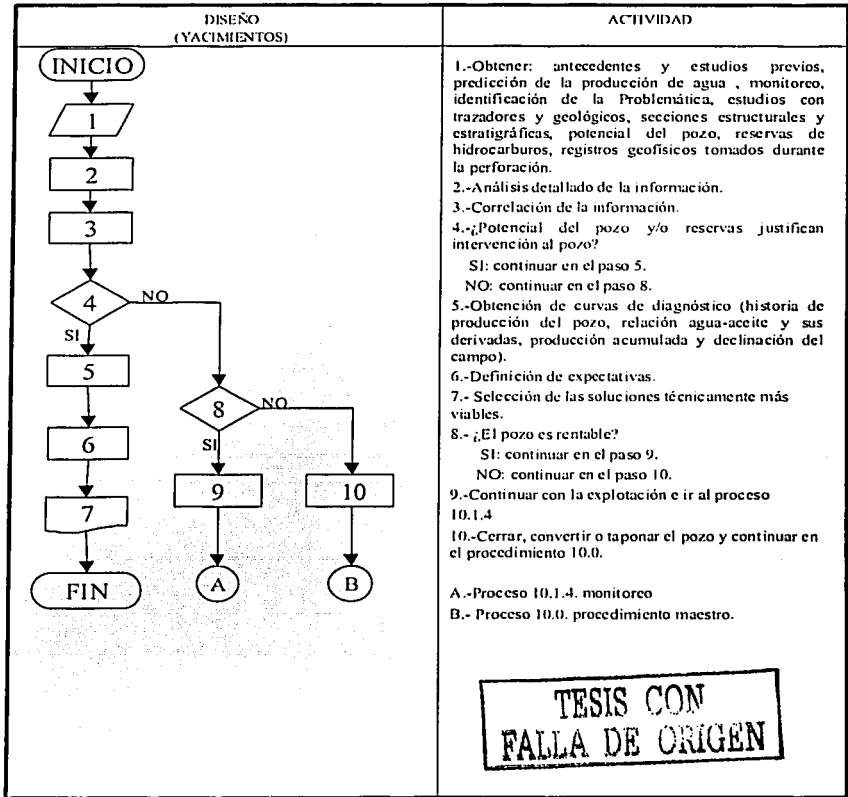 DISEÑO
(YACIMIENTOS)
ACTIVIDAD
INICIO
1
2
3
4
NO
SI
5
8
NO
6
SI
9
10
7
FIN
A
B
1.-Obtener: antecedentes y estudios previos,
predicción de la producción de agua , monitoreo,
identificación de la Problemática, estudios con
trazadores y geológicos, secciones estructurales y
estratigráficas, potencial del pozo, reservas de
hidrocarburos, registros geofísicos tomados durante
la perforación.
2.-Análisis detallado de la información.
3.-Correlación de la información.
4.-¿Potencial del pozo y/o reservas justifican
intervención al pozo?
SI: continuar en el paso 5.
NO: continuar en el paso 8.
5.-Obtención de curvas de diagnóstico (historia de
producción del pozo, relación agua-aceite y sus
derivadas, producción acumulada y declinación del
campo).
6.-Definición de expectativas.
7.- Selección de las soluciones técnicamente más
viables.
8.- ¿El pozo es rentable?
SI: continuar en el paso 9.
NO: continuar en el paso 10.
9.-Continuar con la explotación e ir al proceso
10.1.4
10.-Cerrar, convertir o taponar el pozo y continuar en
el procedimiento 10.0.
A.-Proceso 10.1.4. monitoreo
B.- Proceso 10.0. procedimiento maestro.
TESIS CON
FALLA DE ORIGEN